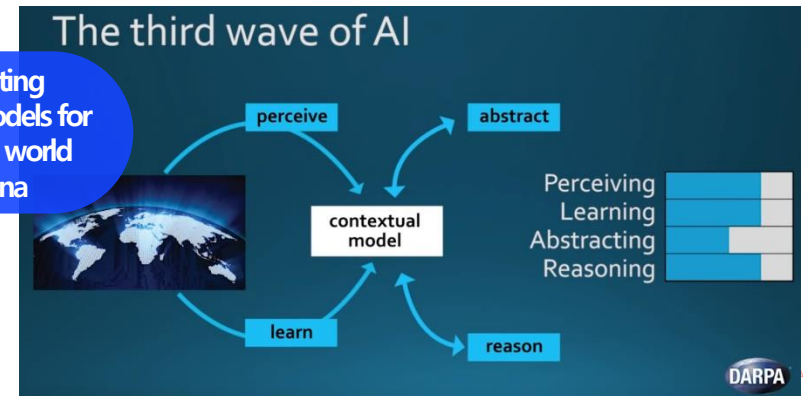 The third wave of AI
ting
dels for
world
na
perceive
abstract
contextual
model
learn
reason
Perceiving
Learning
Abstracting
Reasoning
DARPA